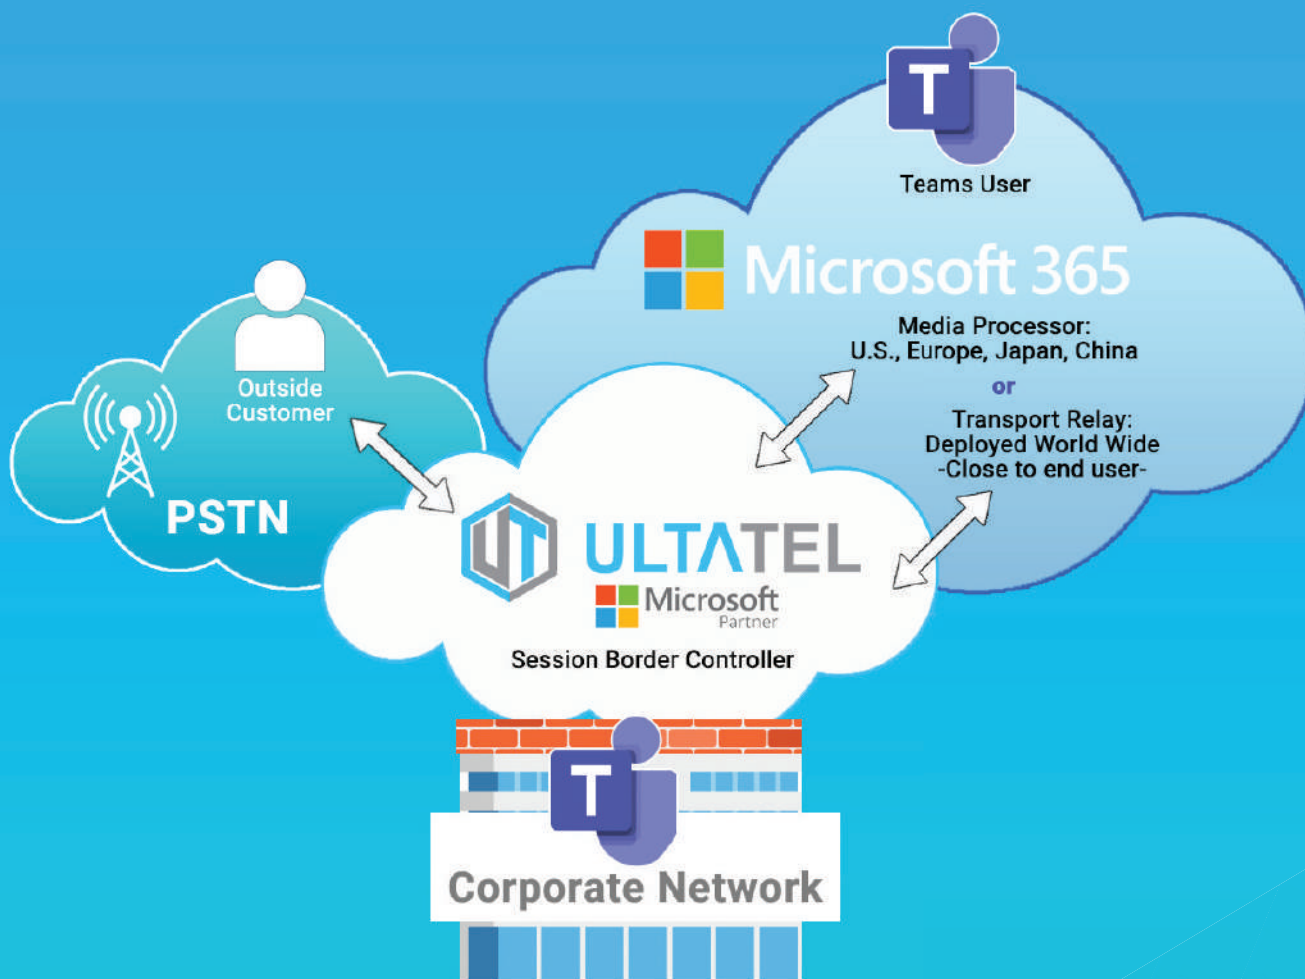 T
Teams User
Microsoft 365
Media Processor:
U.S., Europe, Japan, China
or
Transport Relay:
Deployed World Wide
-Close to end user-
Outside
Customer
PSTN
UT ULTATEL
Microsoft
Partner
Session Border Controller
T
Corporate Network